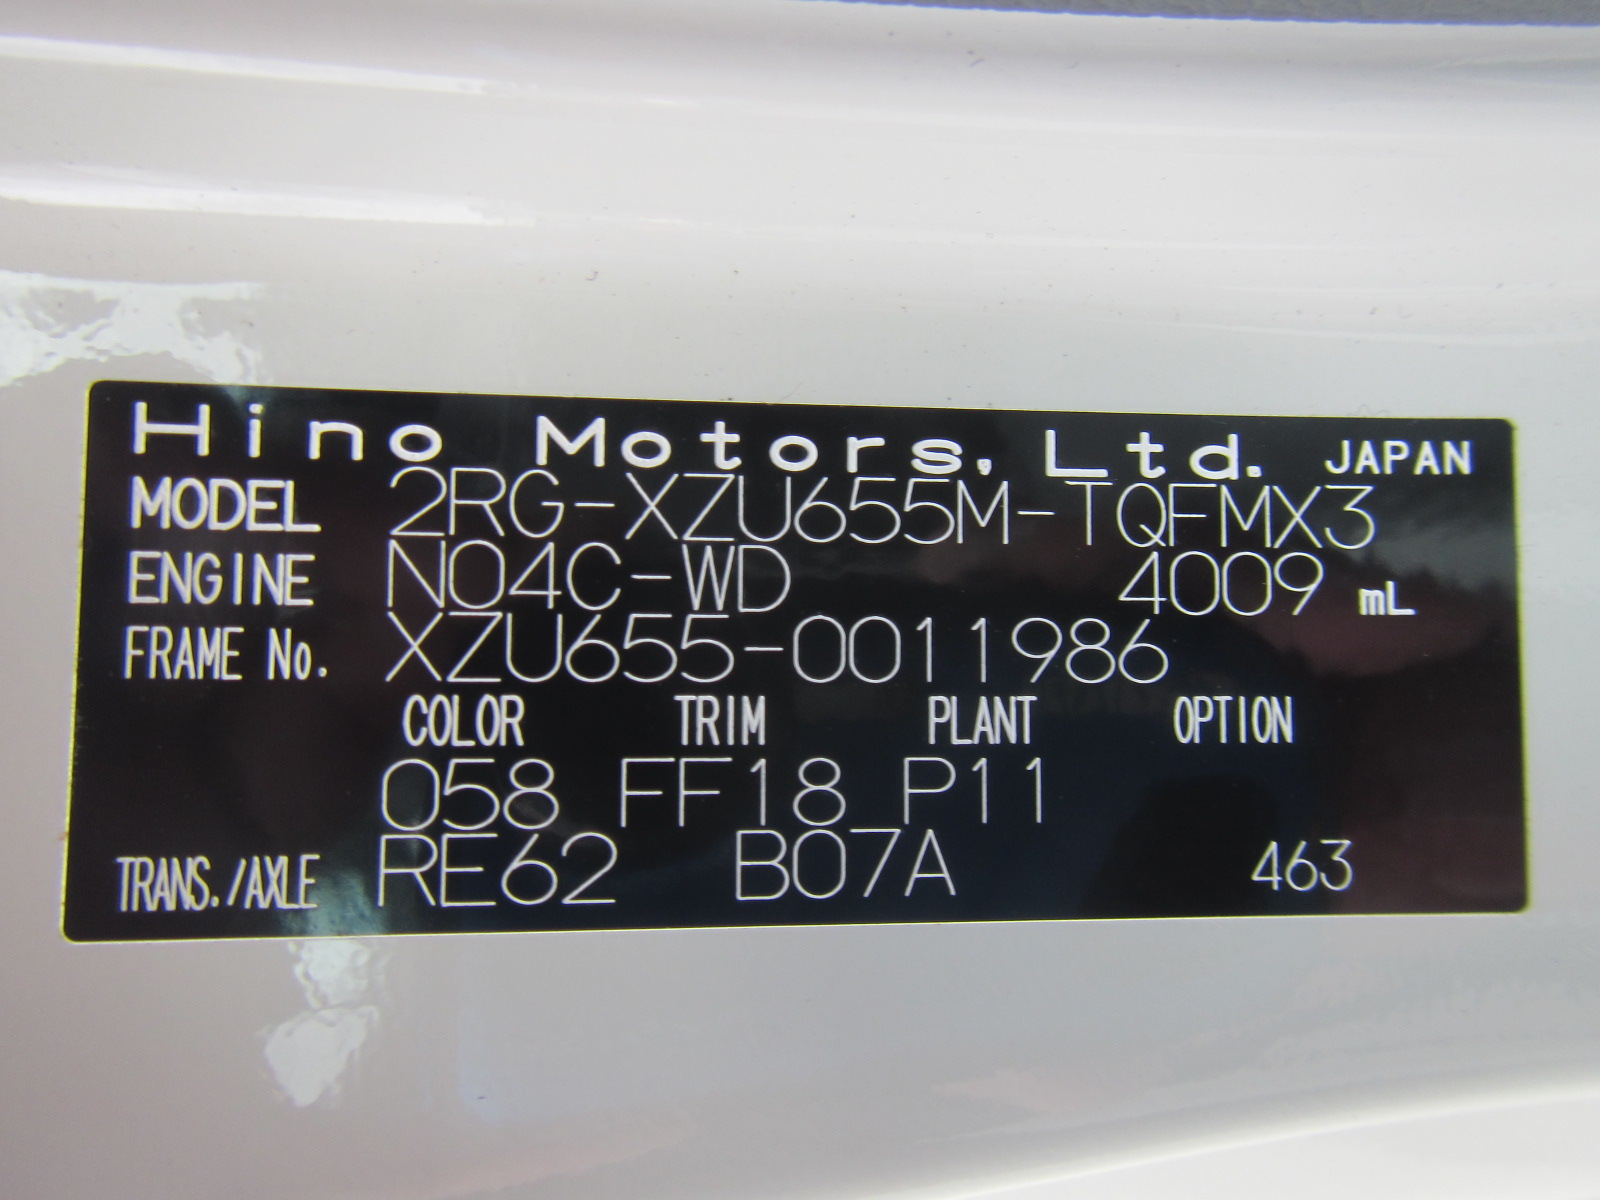 Hino Motors, Ltd. JAPAN
MODEL 2RG-XZU655M-TQFMX3
ENGINE N04C-WD 4009 mL
FRAME No. XZU655-0011986
COLOR TRIM PLANT OPTION
058 FF18 P11
TRANS./AXLE RE62 B07A 463